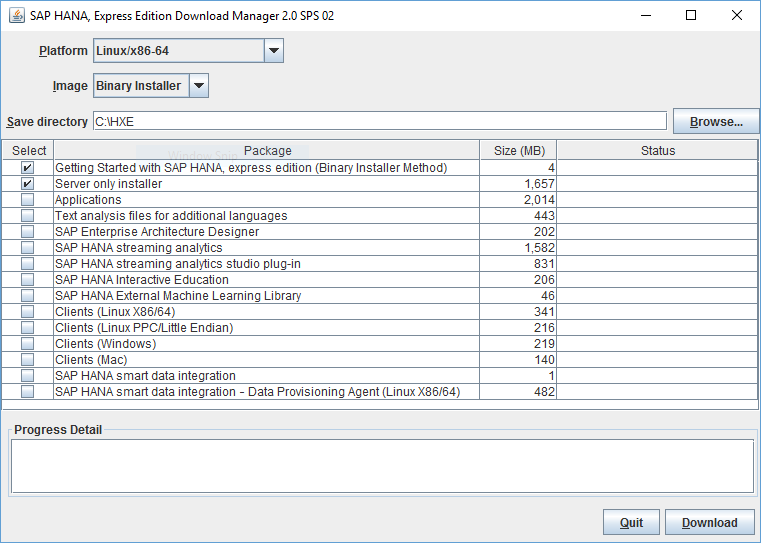 SAP HANA, Express Edition Download Manager 2.0 SPS 02
Platform Linux/x86-64
Image Binary Installer
Save directory C:\HXE Browse...
Select Package Size (MB) Status
Getting Started with SAP HANA, express edition (Binary Installer Method) 4
Server only installer 1,657
Applications 2,014
Text analysis files for additional languages 443
SAP Enterprise Architecture Designer 202
SAP HANA streaming analytics 1,582
SAP HANA streaming analytics studio plug-in 831
SAP HANA Interactive Education 206
SAP HANA External Machine Learning Library 46
Clients (Linux X86/64) 341
Clients (Linux PPC/Little Endian) 216
Clients (Windows) 219
Clients (Mac) 140
SAP HANA smart data integration 1
SAP HANA smart data integration - Data Provisioning Agent (Linux X86/64) 482
Progress Detail
Quit Download